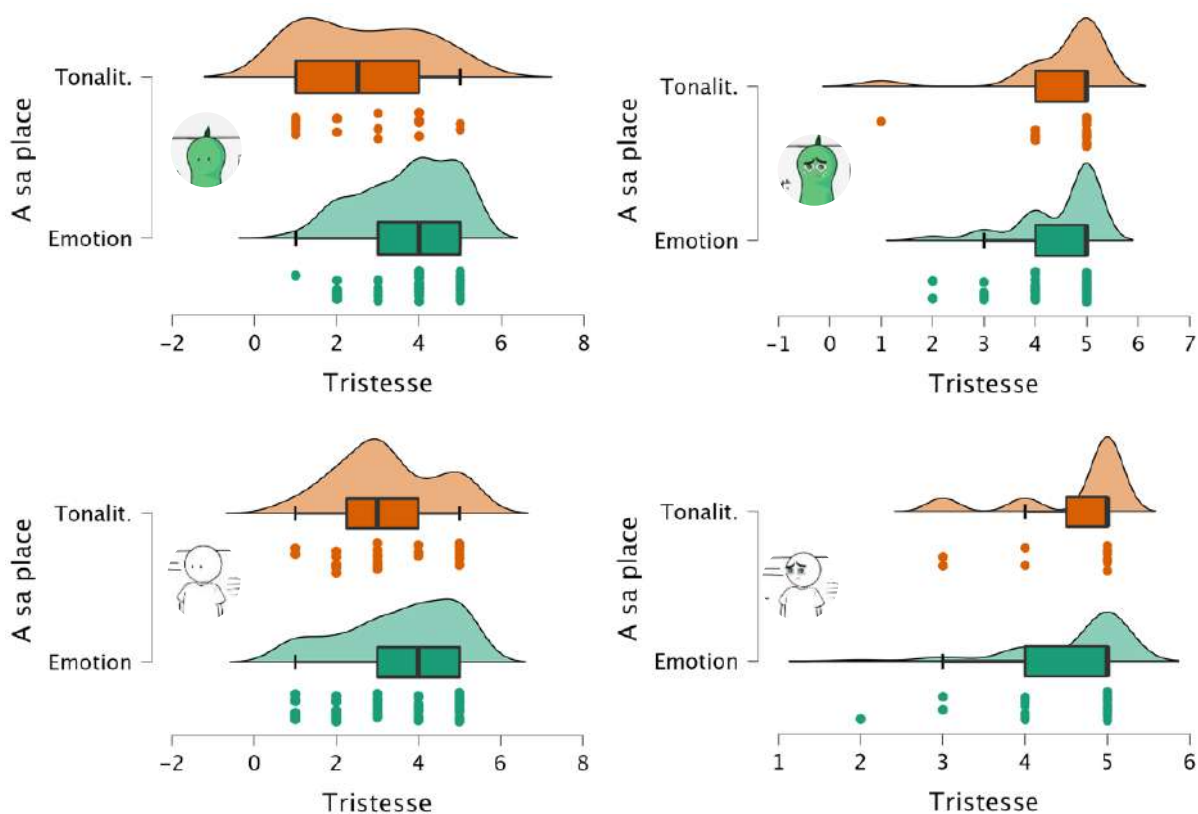 A sa place
Tonalit.
Emotion
-2 0 2 4 6 8
Tristesse
A sa place
Tonalit.
Emotion
-1 0 1 2 3 4 5 6 7
Tristesse
A sa place
Tonalit.
Emotion
-2 0 2 4 6 8
Tristesse
A sa place
Tonalit.
Emotion
1 2 3 4 5 6
Tristesse